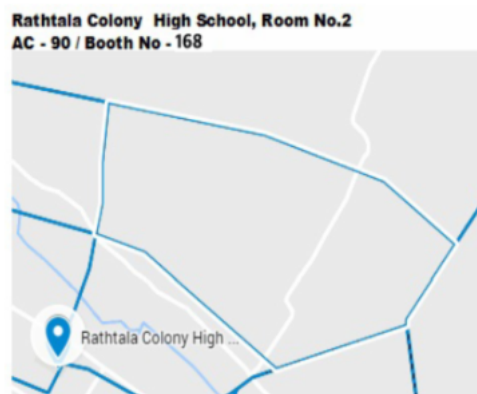 Rathtala Colony High School, Room No.2
AC - 90 / Booth No - 168
Rathtala Colony High ...